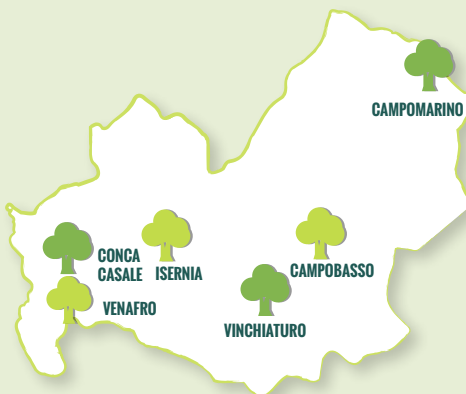 CAMPOMARINO
CONCA
CASALE
ISERNIA
CAMPOBASSO
VENAFRO
VINCHIATURO